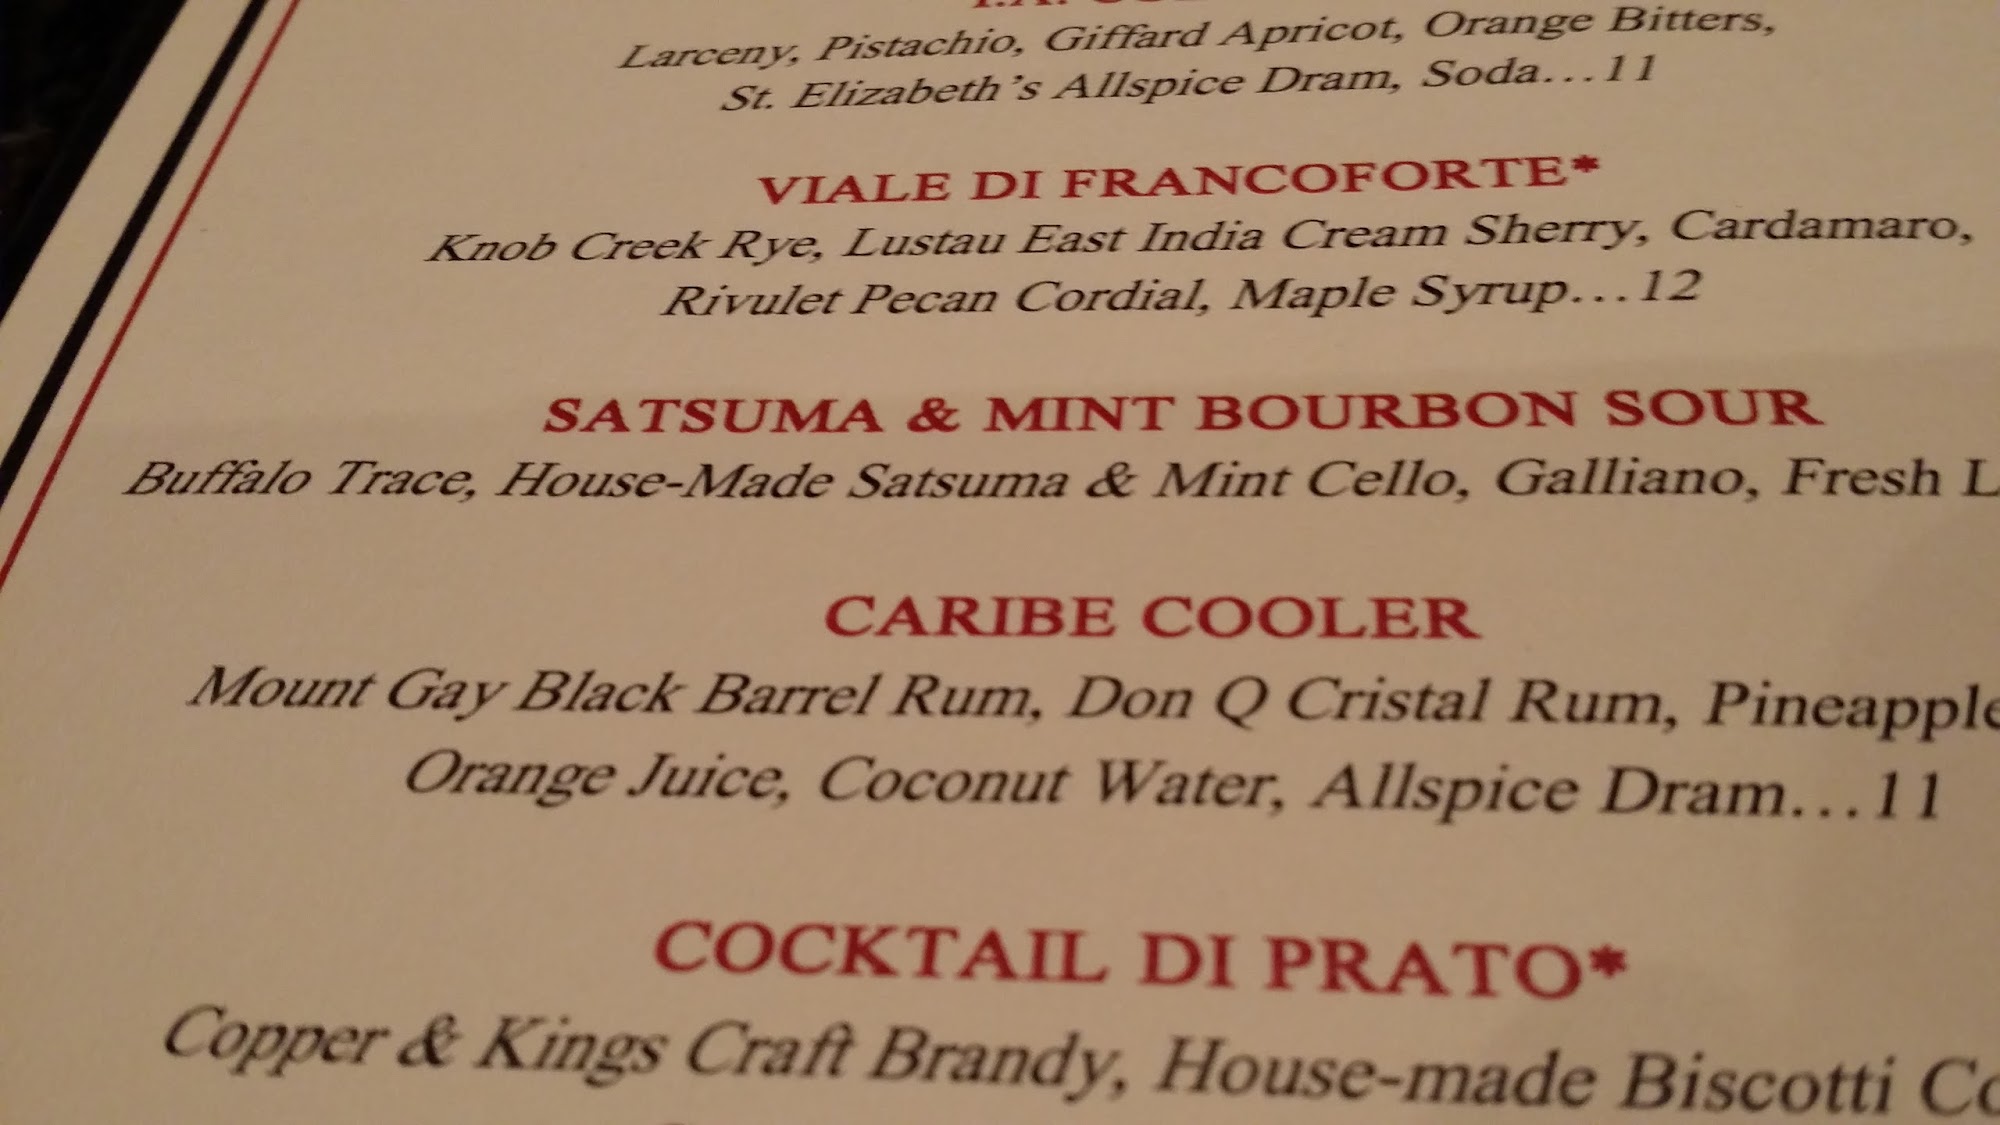 Larceny, Pistachio, Giffard Apricot, Orange Bitters,
St. Elizabeth's Allspice Dram, Soda...11
VIALE DI FRANCOFORTE*
Knob Creek Rye, Lustau East India Cream Sherry, Cardamaro,
Rivulet Pecan Cordial, Maple Syrup...12
SATSUMA & MINT BOURBON SOUR
Buffalo Trace, House-Made Satsuma & Mint Cello, Galliano, Fresh
CARIBE COOLER
Mount Gay Black Barrel Rum, Don Q Cristal Rum, Pineapple
Orange Juice, Coconut Water, Allspice Dram...11
COCKTAIL DI PRATO*
Copper & Kings Craft Brandy, House-made Biscotti